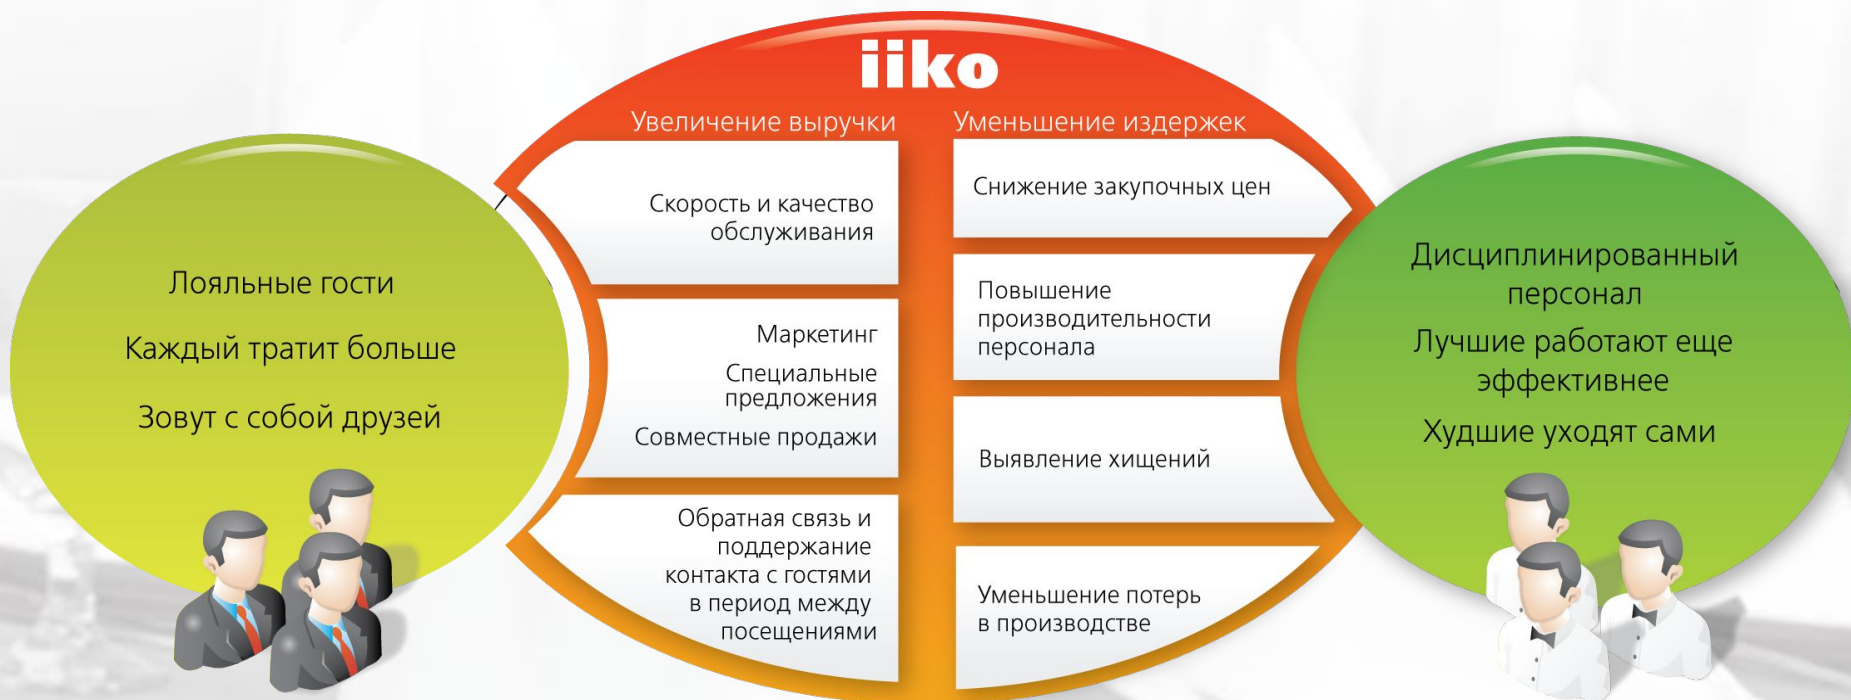 iiko
Лояльные гости
Каждый тратит больше
Зовут с собой друзей
Увеличение выручки
Скорость и качество
обслуживания
Маркетинг
Специальные
предложения
Совместные продажи
Обратная связь и
поддержание
контакта с гостями
в период между
посещениями
Уменьшение издержек
Снижение закупочных цен
Повышение
производительности
персонала
Выявление хищений
Уменьшение потерь
в производстве
Дисциплинированный
персонал
Лучшие работают еще
эффективнее
Худшие уходят сами